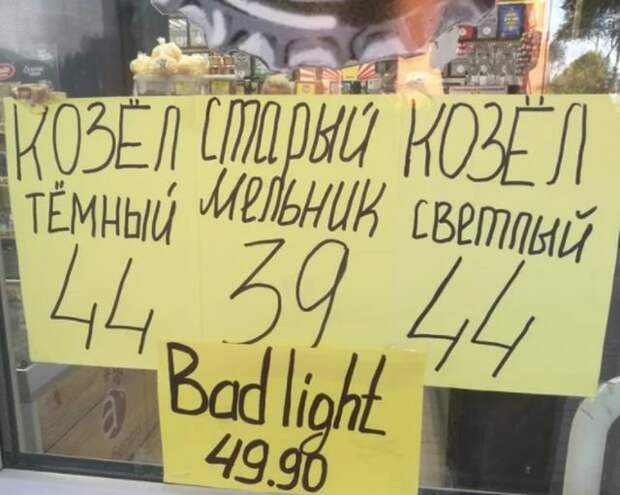 КОЗЁЛ
ТЁМНЫЙ
44
СТАРЫЙ
МЕЛЬНИК
39
КОЗЁЛ
СВЕТЛЫЙ
44
Bad light
49.90